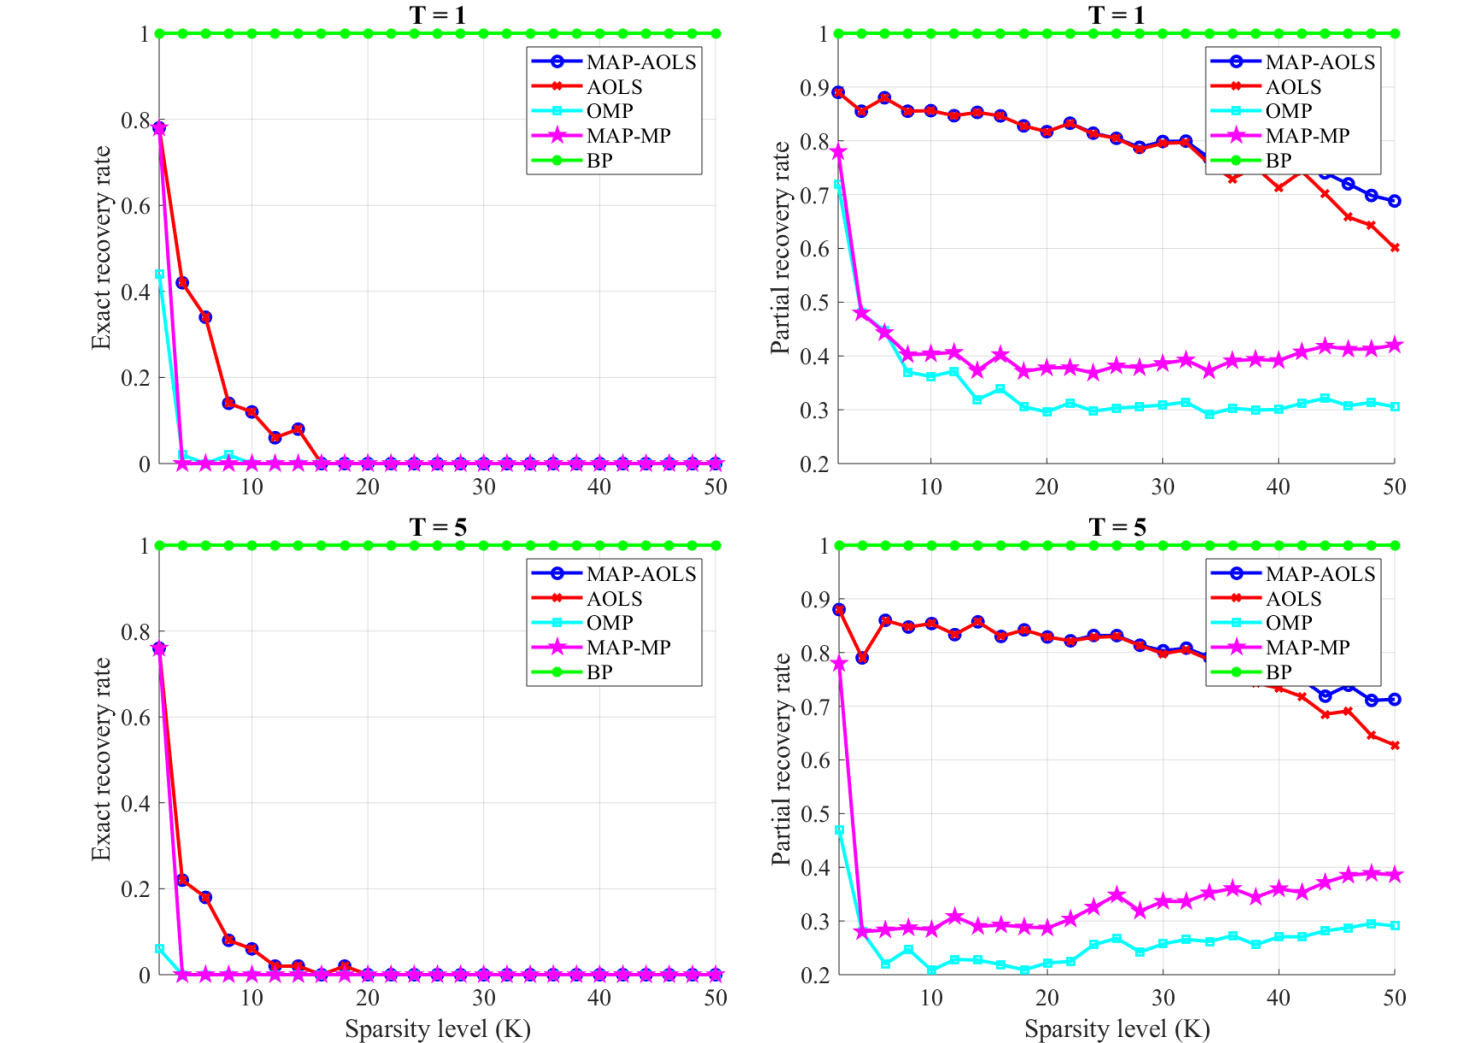 T = 1
1
0.8
0.6
0.4
0.2
0
Exact recovery rate
MAP-AOLS
AOLS
OMP
MAP-MP
BP
10 20 30 40 50
T = 1
1
0.9
0.8
0.7
0.6
0.5
0.4
0.3
0.2
Partial recovery rate
MAP-AOLS
AOLS
OMP
MAP-MP
BP
10 20 30 40 50
T = 5
1
0.8
0.6
0.4
0.2
0
Exact recovery rate
MAP-AOLS
AOLS
OMP
MAP-MP
BP
10 20 30 40 50
Sparsity level (K)
T = 5
1
0.9
0.8
0.7
0.6
0.5
0.4
0.3
0.2
Partial recovery rate
MAP-AOLS
AOLS
OMP
MAP-MP
BP
10 20 30 40 50
Sparsity level (K)